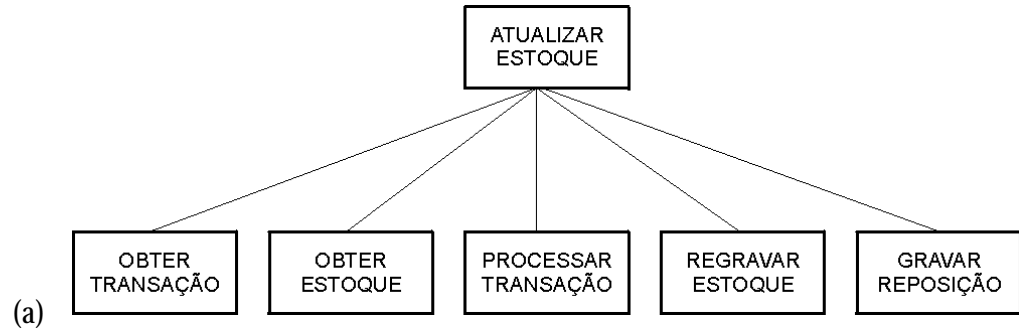 ATUALIZAR
ESTOQUE
OBTER
TRANSAÇÃO
OBTER
ESTOQUE
PROCESSAR
TRANSAÇÃO
REGRAVAR
ESTOQUE
GRAVAR
REPOSIÇÃO
(a)